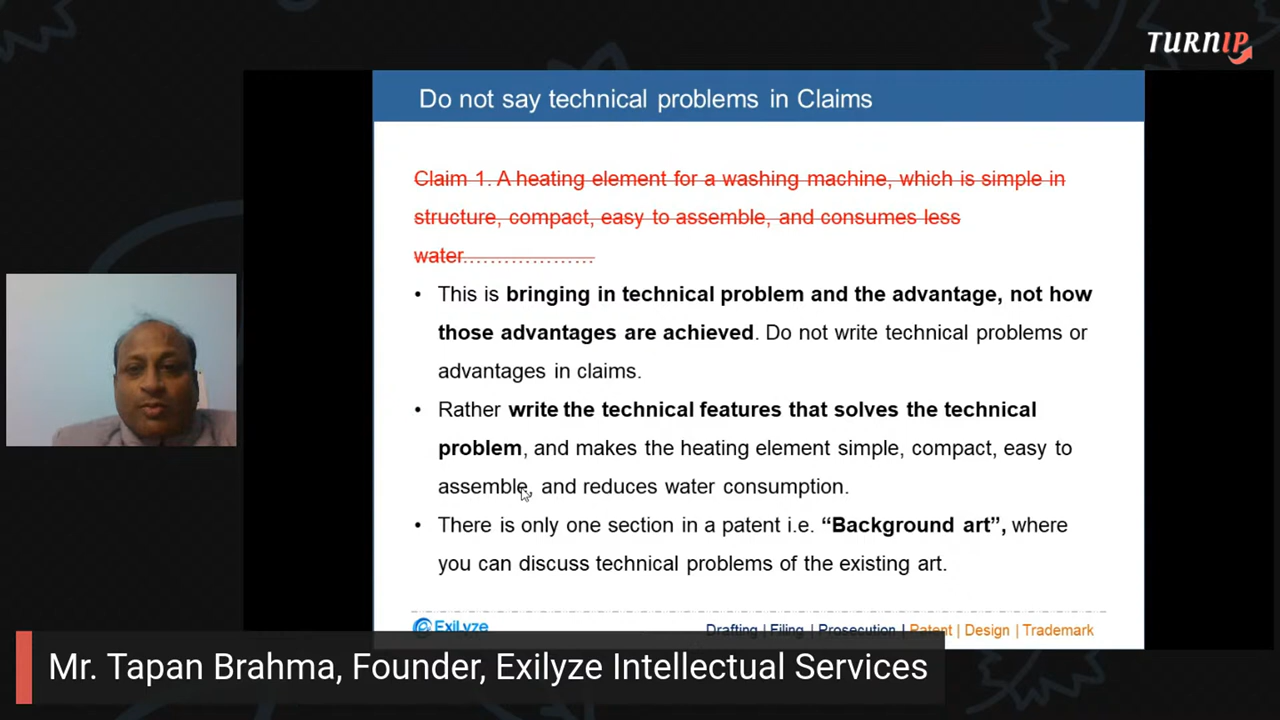 TURNIP
Do not say technical problems in Claims
Claim 1. A heating element for a washing machine, which is simple in
structure, compact, easy to assemble, and consumes less
water...................
• This is bringing in technical problem and the advantage, not how
those advantages are achieved. Do not write technical problems or
advantages in claims.
• Rather write the technical features that solves the technical
problem, and makes the heating element simple, compact, easy to
assemble, and reduces water consumption.
• There is only one section in a patent i.e. “Background art”, where
you can discuss technical problems of the existing art.
ExiLyze
Drafting | Filing | Prosecution | Patent | Design | Trademark
Mr. Tapan Brahma, Founder, Exilyze Intellectual Services